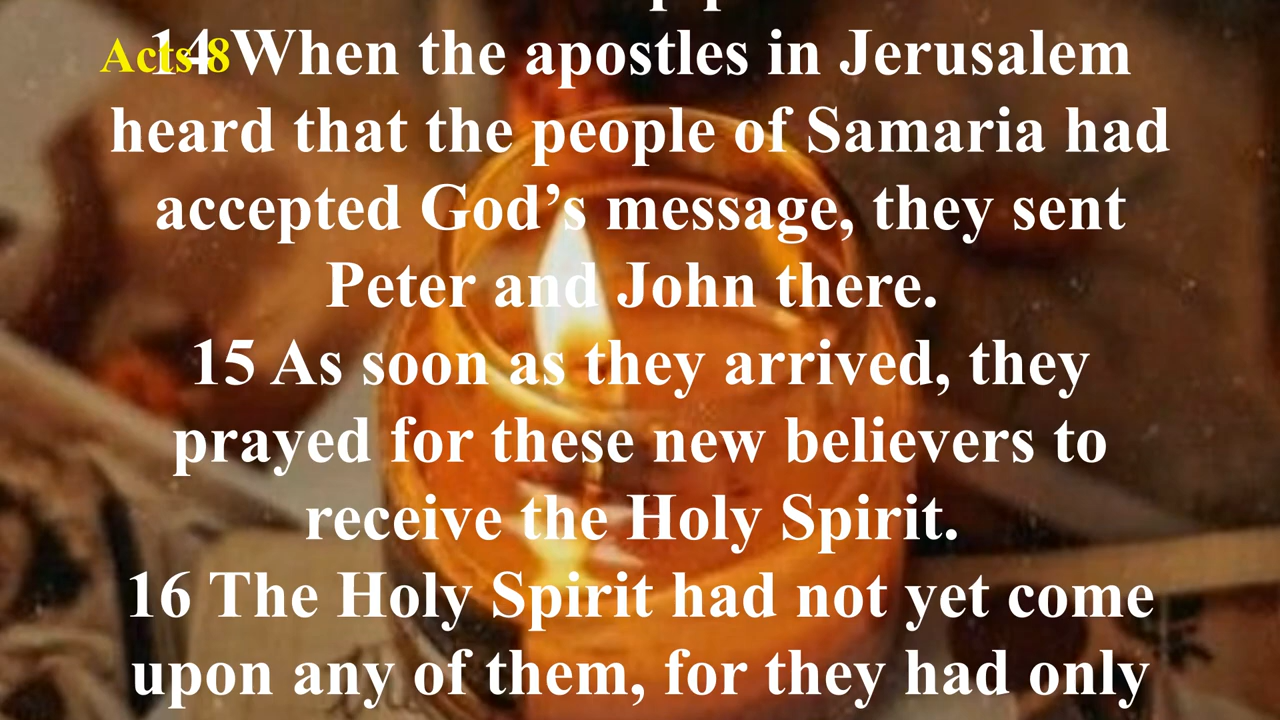 Acts 8
14 When the apostles in Jerusalem
heard that the people of Samaria had
accepted God’s message, they sent
Peter and John there.
15 As soon as they arrived, they
prayed for these new believers to
receive the Holy Spirit.
16 The Holy Spirit had not yet come
upon any of them, for they had only